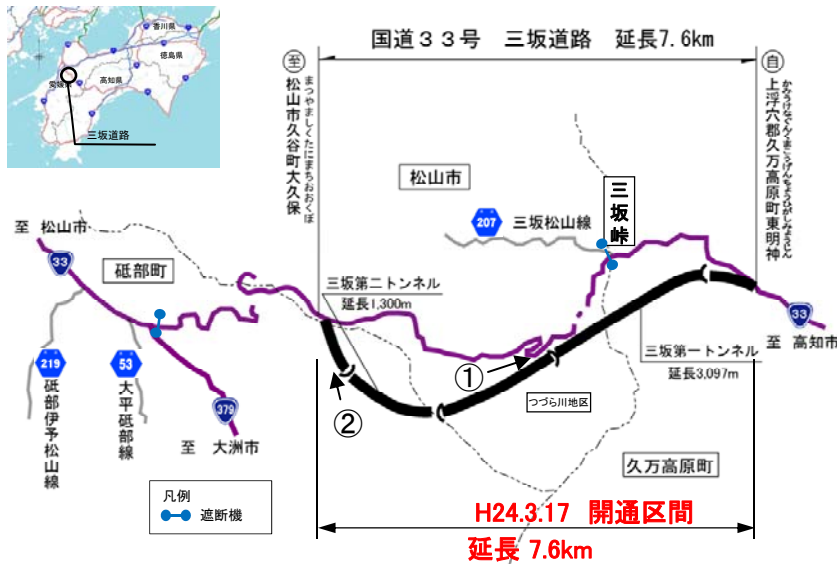 香川県
徳島県
愛媛県
高知県
三坂道路
国道33号 三坂道路 延長7.6km
至
まつやましくたにまちおおくぼ
松山市久谷町大久保
自
かみうけなぐんくまこうげんちょうひがしみょうじん
上浮穴郡久万高原町東明神
松山市
207 三坂松山線
三坂峠
至 松山市
33
砥部町
三坂第二トンネル
延長1,300m
33
至 高知市
三坂第一トンネル
延長3,097m
①
②
つづら川地区
219
砥部伊予松山線
53
大平砥部線
379
至 大洲市
久万高原町
凡例
遮断機
H24.3.17 開通区間
延長 7.6km